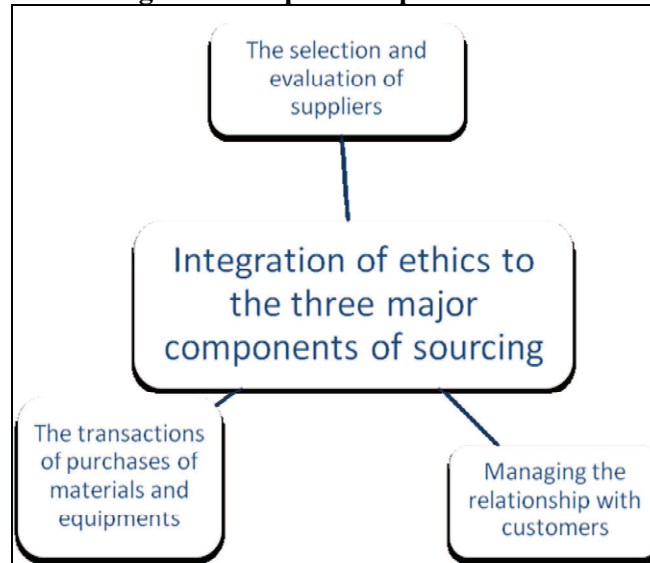 The selection and
evaluation of
suppliers
Integration of ethics to
the three major
components of sourcing
The transactions
of purchases of
materials and
equipments
Managing the
relationship with
customers